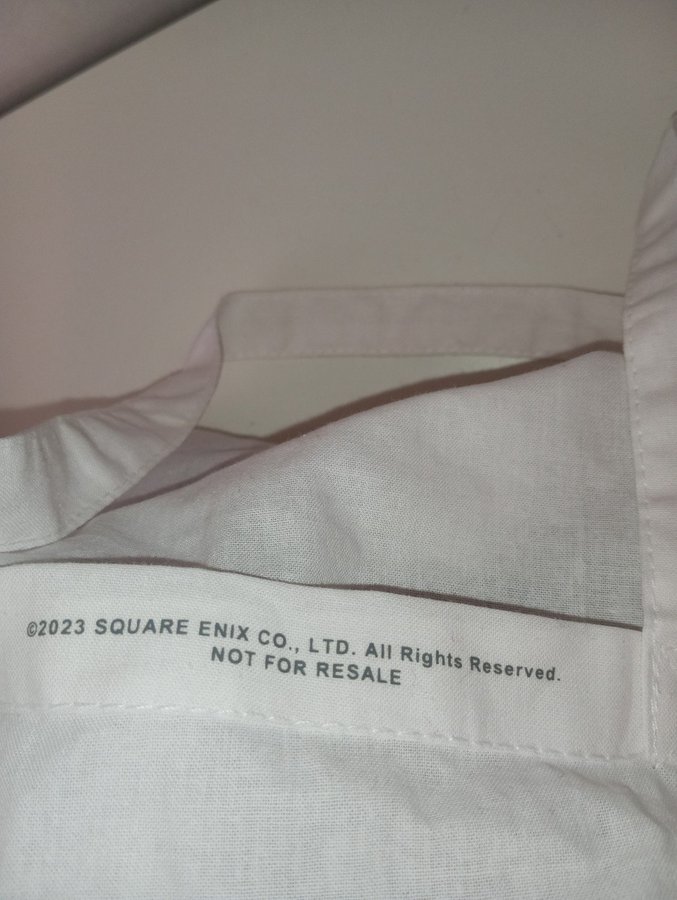 ©2023 SQUARE ENIX CO., LTD. All Rights Reserved.
NOT FOR RESALE